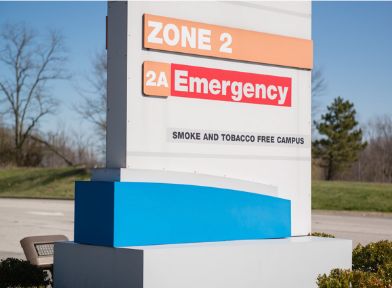 ZONE 2
2A Emergency
SMOKE AND TOBACCO FREE CAMPUS